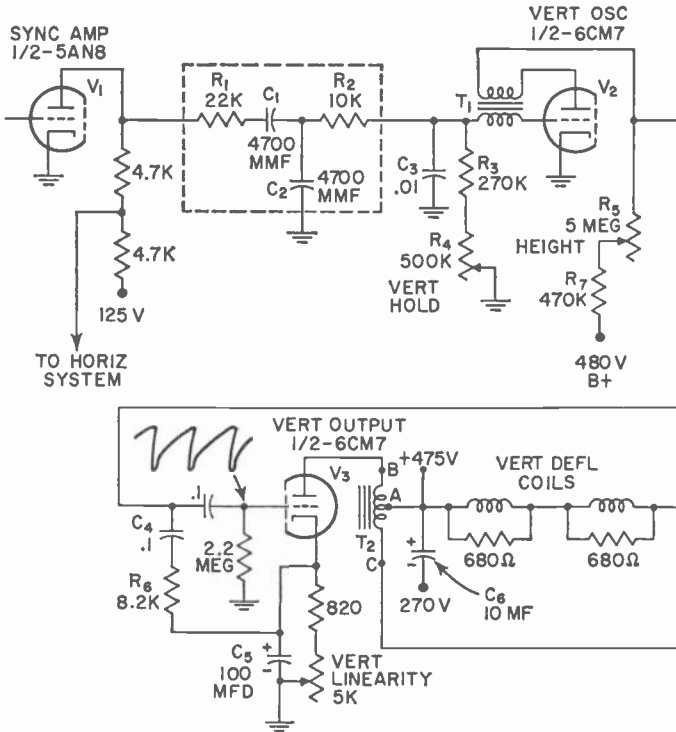 SYNC AMP
1/2-5AN8
V1
R1
22K
C1
4700
MMF
R2
10K
4700
MMF
C2
4.7K
4.7K
125V
TO HORIZ
SYSTEM
VERT OSC
1/2-6CM7
T1
V2
C3
.01
R3
270K
R4
500K
VERT
HOLD
R5
5 MEG
HEIGHT
R7
470K
480V
B+
VERT OUTPUT
1/2-6CM7
V3
.1
C4
.1
R6
8.2K
2.2
MEG
C5
100
MFD
+
-
820
VERT
LINEARITY
5K
B
A
T2
C
+475V
+
-
270V
C6
10 MF
VERT DEFL
COILS
680Ω
680Ω